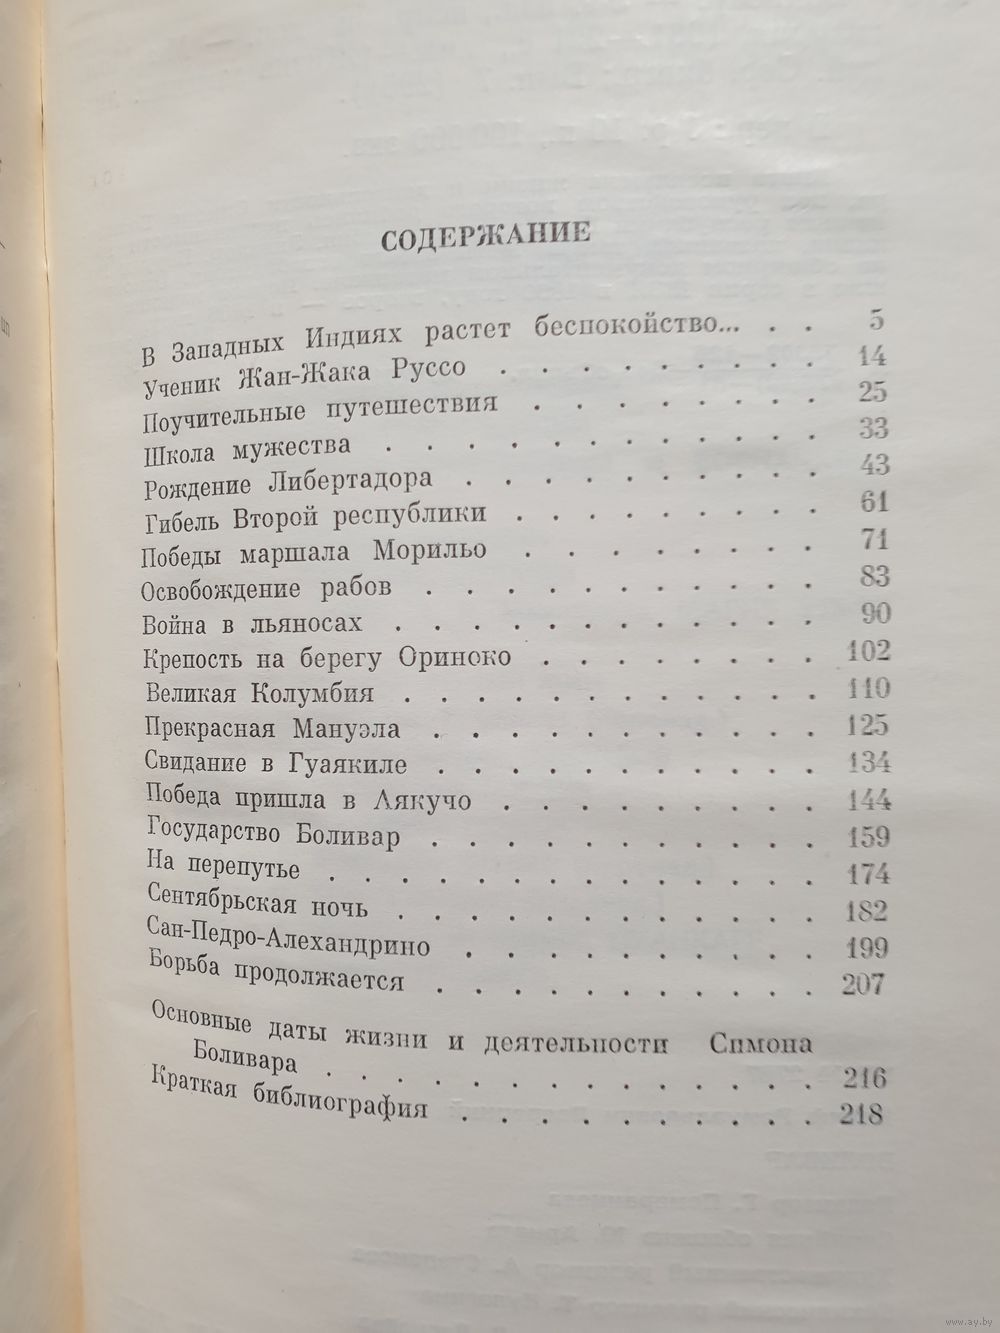 СОДЕРЖАНИЕ
В Западных Индиях растет беспокойство... . . 5
Ученик Жан-Жака Руссо . . . . . . . . . 14
Поучительные путешествия . . . . . . . . 25
Школа мужества . . . . . . . . . . . 33
Рождение Либертадора . . . . . . . . . 43
Гибель Второй республики . . . . . . . . 61
Победы маршала Морильо . . . . . . . . 71
Освобождение рабов . . . . . . . . . . 83
Война в льяносах . . . . . . . . . . . 90
Крепость на берегу Ориноко . . . . . . . 102
Великая Колумбия . . . . . . . . . . . 110
Прекрасная Мануэла . . . . . . . . . . 125
Свидание в Гуаякиле . . . . . . . . . . 134
Победа пришла в Аякучо . . . . . . . . 144
Государство Боливар . . . . . . . . . . 159
На перепутье . . . . . . . . . . . . . 174
Сентябрьская ночь . . . . . . . . . . . 182
Сан-Педро-Алехандрино . . . . . . . . . 199
Борьба продолжается . . . . . . . . . . 207
Основные даты жизни и деятельности Симона
Боливара . . . . . . . . . . . . . 216
Краткая библиография . . . . . . . . . 218
www.ay.by